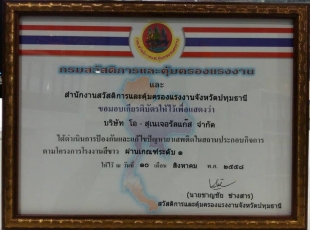 กรมสวัสดิการและคุ้มครองแรงงาน
และ
สำนักงานสวัสดิการและคุ้มครองแรงงานจังหวัดปทุมธานี
ขอมอบเกียรติบัตรให้ไว้เพื่อแสดงว่า
บริษัท โอ - สุเนเจอรัลแก๊ส จำกัด
ได้ดำเนินการป้องกันและแก้ไขปัญหายาเสพติดในสถานประกอบกิจการ
ตามโครงการโรงงานสีขาว ผ่านเกณฑ์ระดับ ๑
ให้ไว้ ณ วันที่ ๑๐ เดือน สิงหาคม พ.ศ. ๒๕๕๘
(นายชาญชัย ช่างสาร)
สวัสดิการและคุ้มครองแรงงานจังหวัดปทุมธานี